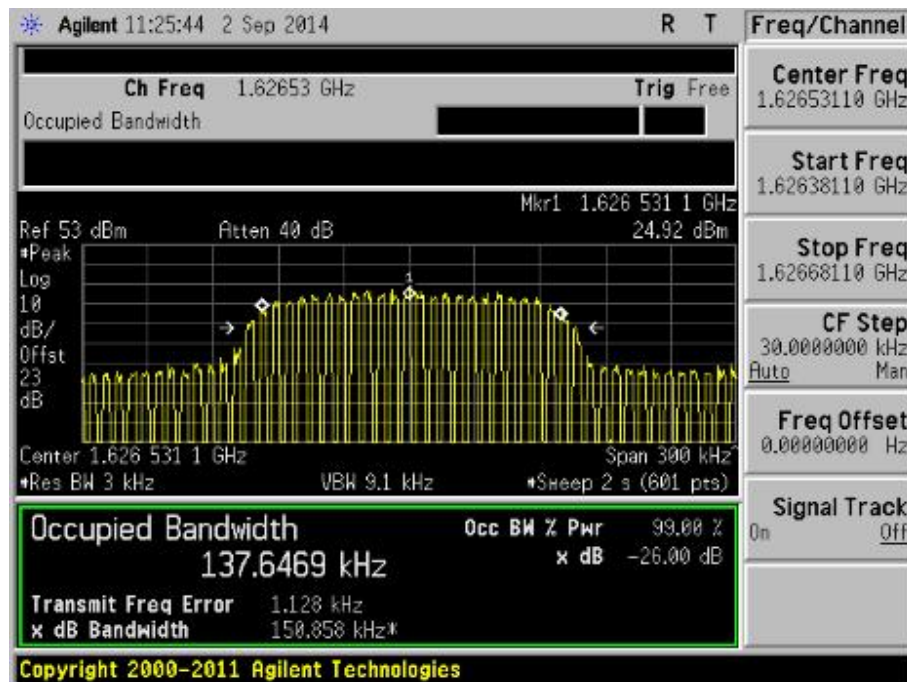 Agilent 11:25:44 2 Sep 2014 R T
Freq/Channel
Ch Freq 1.62653 GHz Trig Free
Occupied Bandwidth
Center Freq
1.62653110 GHz
Start Freq
1.62638110 GHz
Stop Freq
1.62668110 GHz
CF Step
30.0000000 kHz
Auto Man
Freq Offset
0.00000000 Hz
Signal Track
On Off
Mkr1 1.626 531 1 GHz
Ref 53 dBm Atten 40 dB 24.92 dBm
#Peak
Log
10
dB/
Offst
23
dB
1
Center 1.626 531 1 GHz Span 300 kHz
#Res BW 3 kHz VBW 9.1 kHz #Sweep 2 s (601 pts)
Occupied Bandwidth
137.6469 kHz
Occ BW % Pwr 99.00 %
x dB -26.00 dB
Transmit Freq Error 1.128 kHz
x dB Bandwidth 150.858 kHz*
Copyright 2000-2011 Agilent Technologies